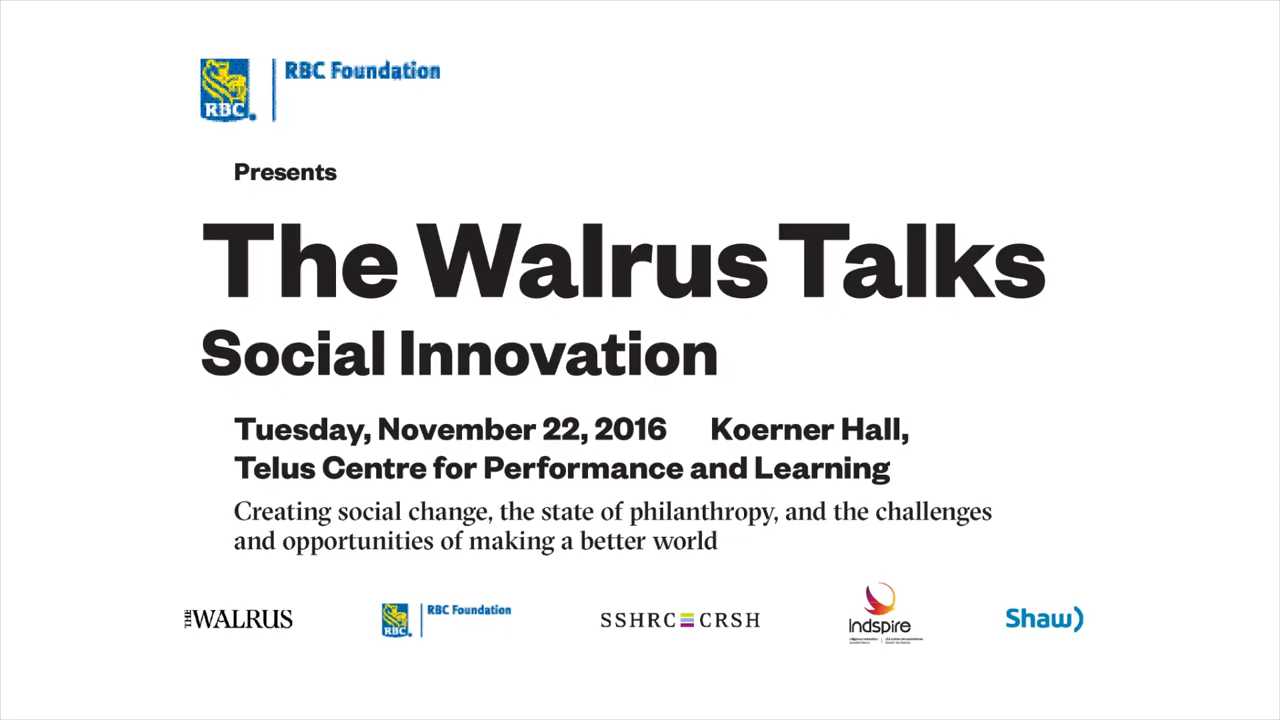 RBC Foundation
RBC
Presents
The Walrus Talks
Social Innovation
Tuesday, November 22, 2016 Koerner Hall,
Telus Centre for Performance and Learning
Creating social change, the state of philanthropy, and the challenges
and opportunities of making a better world
THE WALRUS
RBC
RBC Foundation
SSHRC CRSH
Indspire
Shaw)